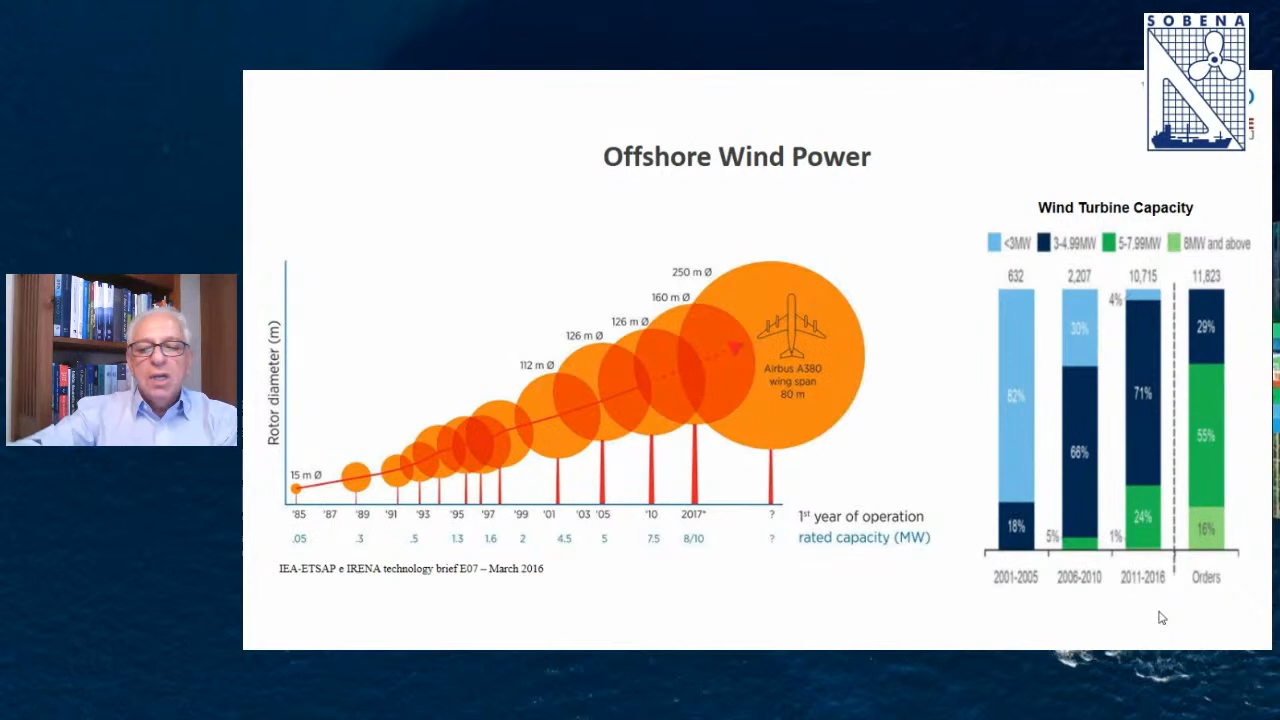 SOBENA
Offshore Wind Power
Wind Turbine Capacity
<3MW 3-4.99MW 5-7.99MW 8MW and above
632 2,207 10,715 11,823
4%
82% 30% 71% 29%
66% 55%
18% 5% 1% 24% 16%
2001-2005 2006-2010 2011-2016 Orders
Rotor diameter (m)
15 m Ø
112 m Ø
126 m Ø
126 m Ø
160 m Ø
250 m Ø
Airbus A380
wing span
80 m
'85 '87 '89 '91 '93 '95 '97 '99 '01 '03 '05 '10 2017* ? 1st year of operation
.05 .3 .5 1.3 1.6 2 4.5 5 7.5 8/10 ? rated capacity (MW)
IEA-ETSAP e IRENA technology brief E07 – March 2016